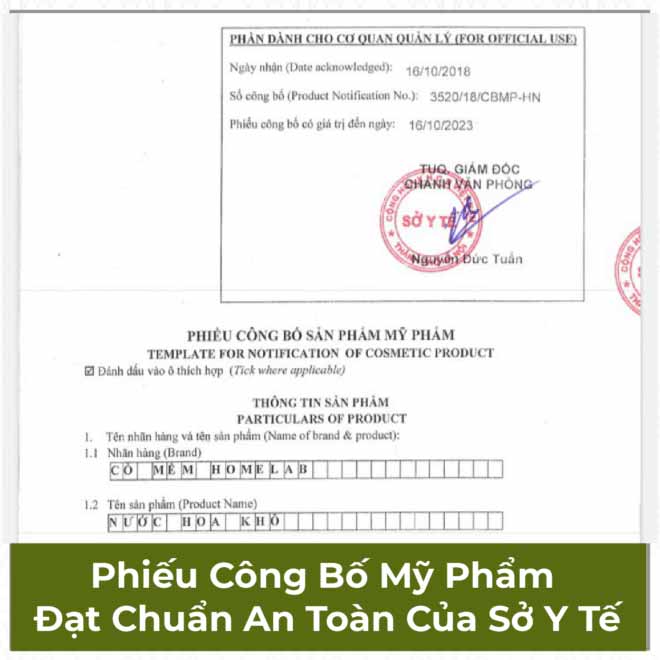 PHẦN DÀNH CHO CƠ QUAN QUẢN LÝ (FOR OFFICIAL USE)
Ngày nhận (Date acknowledged): 16/10/2018
Số công bố (Product Notification No.): 3520/18/CBMP-HN
Phiếu công bố có giá trị đến ngày: 16/10/2023
TUQ. GIÁM ĐỐC
CHÁNH VĂN PHÒNG
SỞ Y TẾ
Nguyễn Đức Tuấn
PHIẾU CÔNG BỐ SẢN PHẨM MỸ PHẨM
TEMPLATE FOR NOTIFICATION OF COSMETIC PRODUCT
☑ Đánh dấu vào ô thích hợp (Tick where applicable)
THÔNG TIN SẢN PHẨM
PARTICULARS OF PRODUCT
1. Tên nhãn hàng và tên sản phẩm (Name of brand & product):
1.1 Nhãn hàng (Brand)
CỎ MỀM HOMELAB
1.2 Tên sản phẩm (Product Name)
NƯỚC HOA KHÔ
Phiếu Công Bố Mỹ Phẩm
Đạt Chuẩn An Toàn Của Sở Y Tế